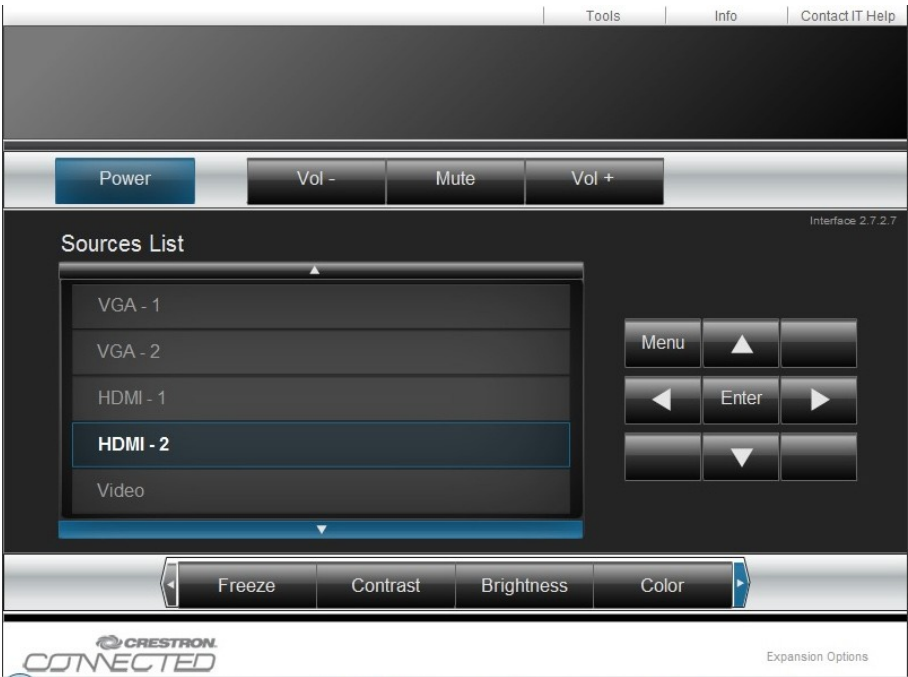 Tools Info Contact IT Help
Power Vol - Mute Vol +
Interface 2.7.2.7
Sources List
VGA - 1
VGA - 2
HDMI - 1
HDMI - 2
Video
Menu
Enter
Freeze Contrast Brightness Color
CRESTRON.
CONNECTED
Expansion Options